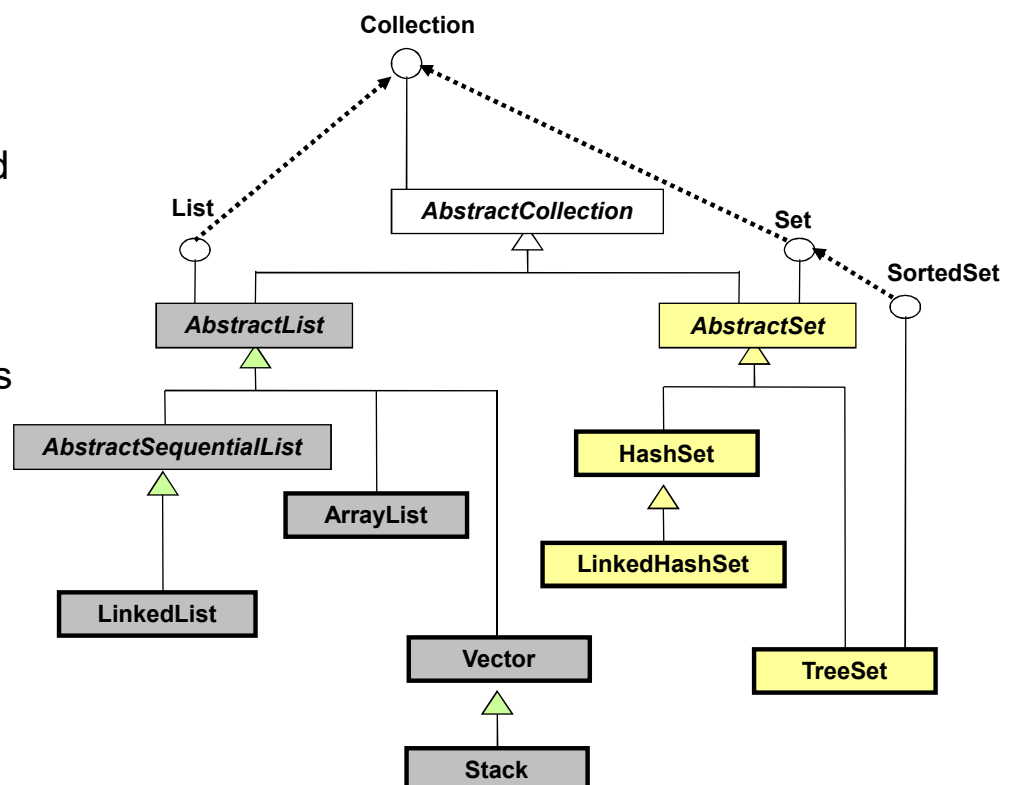 Collection
d
AbstractCollection
List
Set
SortedSet
AbstractList
AbstractSet
s
AbstractSequentialList
HashSet
ArrayList
LinkedHashSet
LinkedList
Vector
TreeSet
Stack